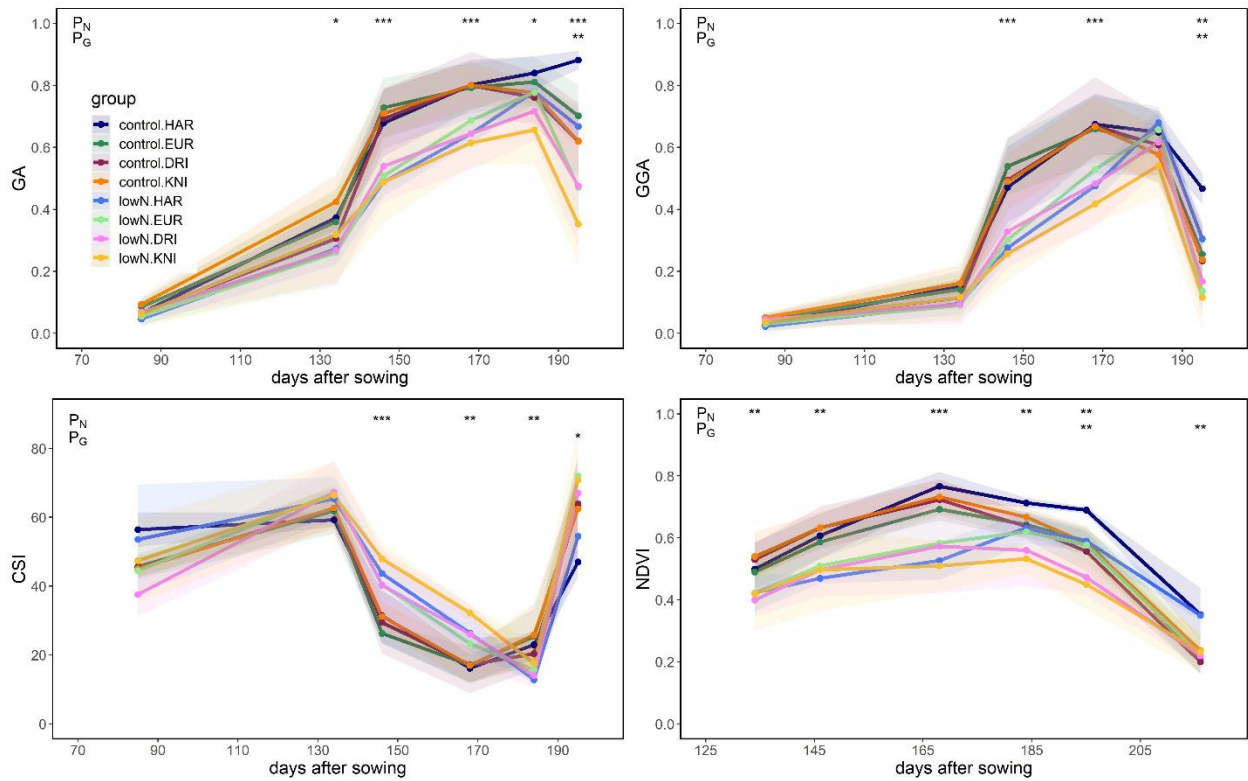 P_N * *** *** * ***
P_G **
1.0
0.8
0.6
0.4
0.2
0.0
GA
group
control.HAR
control.EUR
control.DRI
control.KNI
lowN.HAR
lowN.EUR
lowN.DRI
lowN.KNI
70 90 110 130 150 170 190
days after sowing
P_N *** *** **
P_G **
1.0
0.8
0.6
0.4
0.2
0.0
GGA
70 90 110 130 150 170 190
days after sowing
P_N *** ** **
P_G *
80
60
40
20
0
CSI
70 90 110 130 150 170 190
days after sowing
P_N ** ** *** ** **
P_G ** **
1.0
0.8
0.6
0.4
0.2
0.0
NDVI
125 145 165 185 205
days after sowing